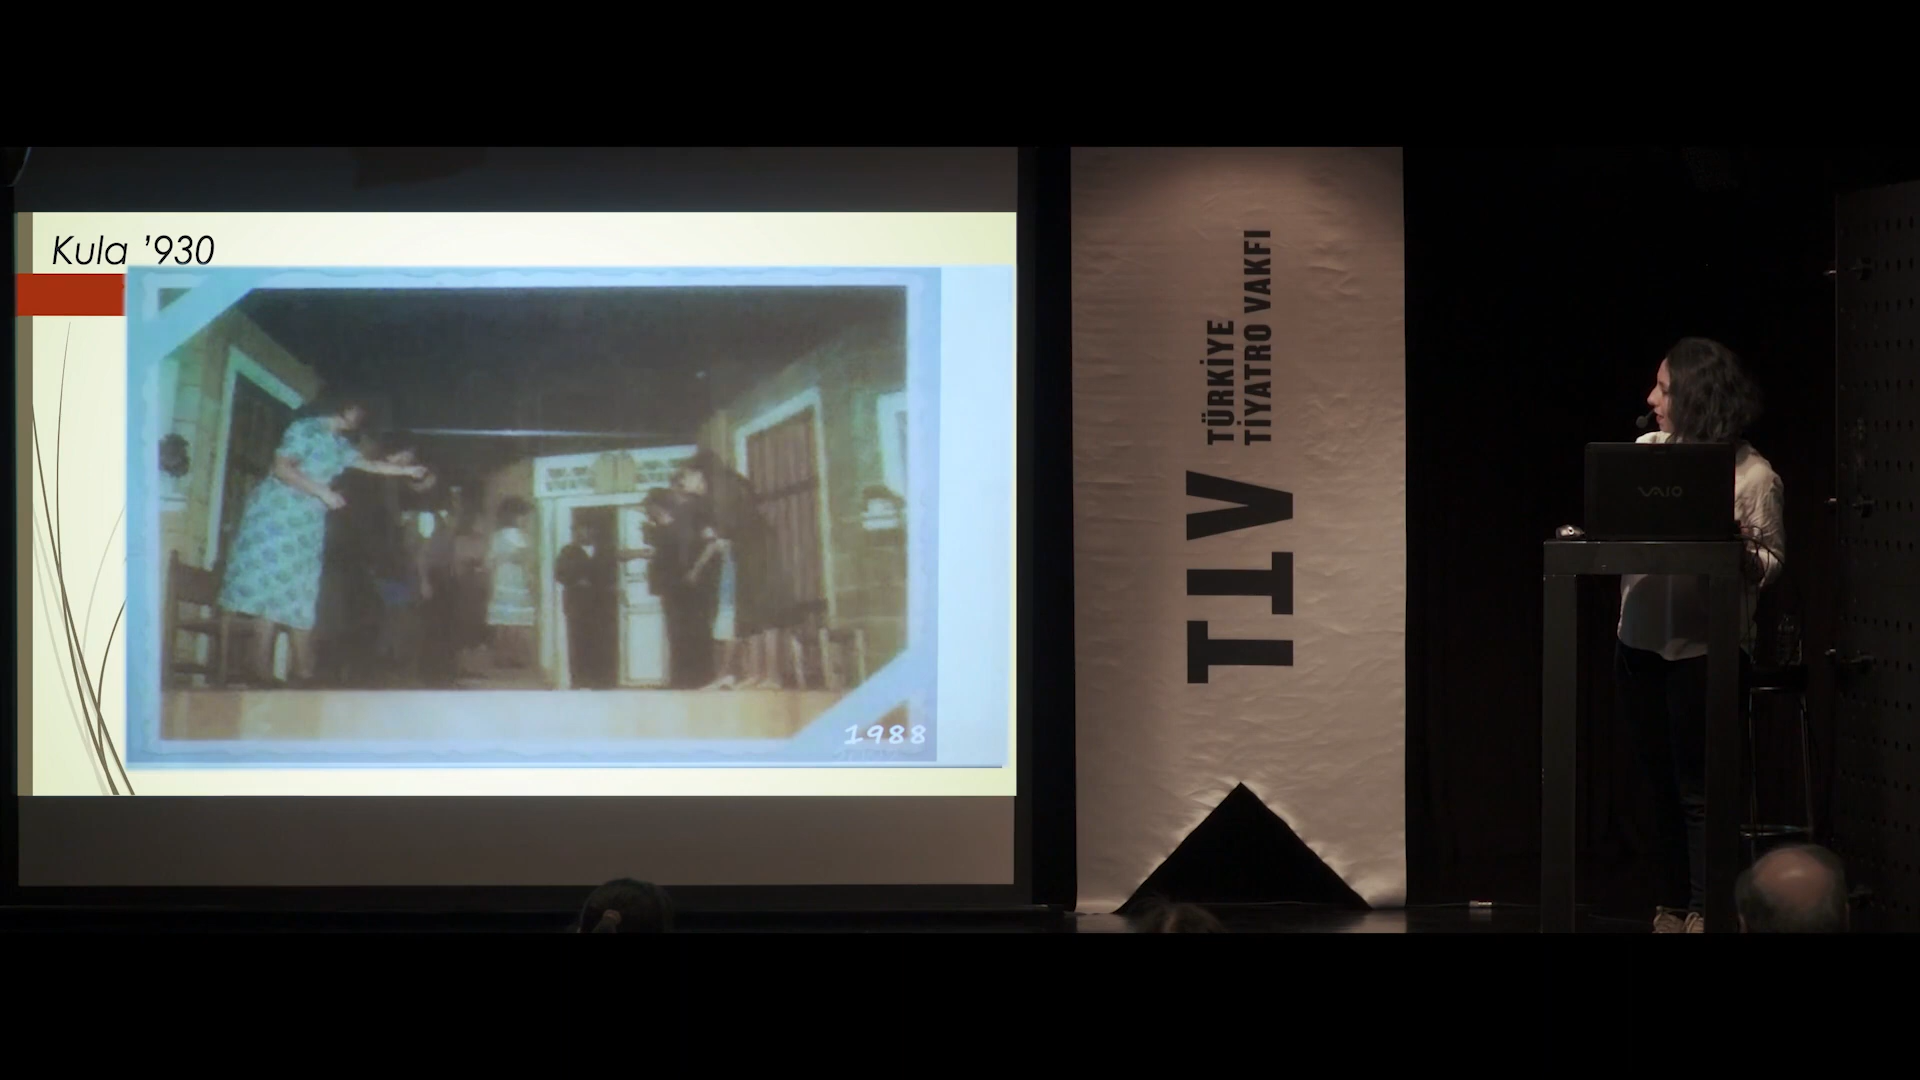 Kula ’930
1988
TTV
TÜRKİYE
TİYATRO VAKFI
VAIO